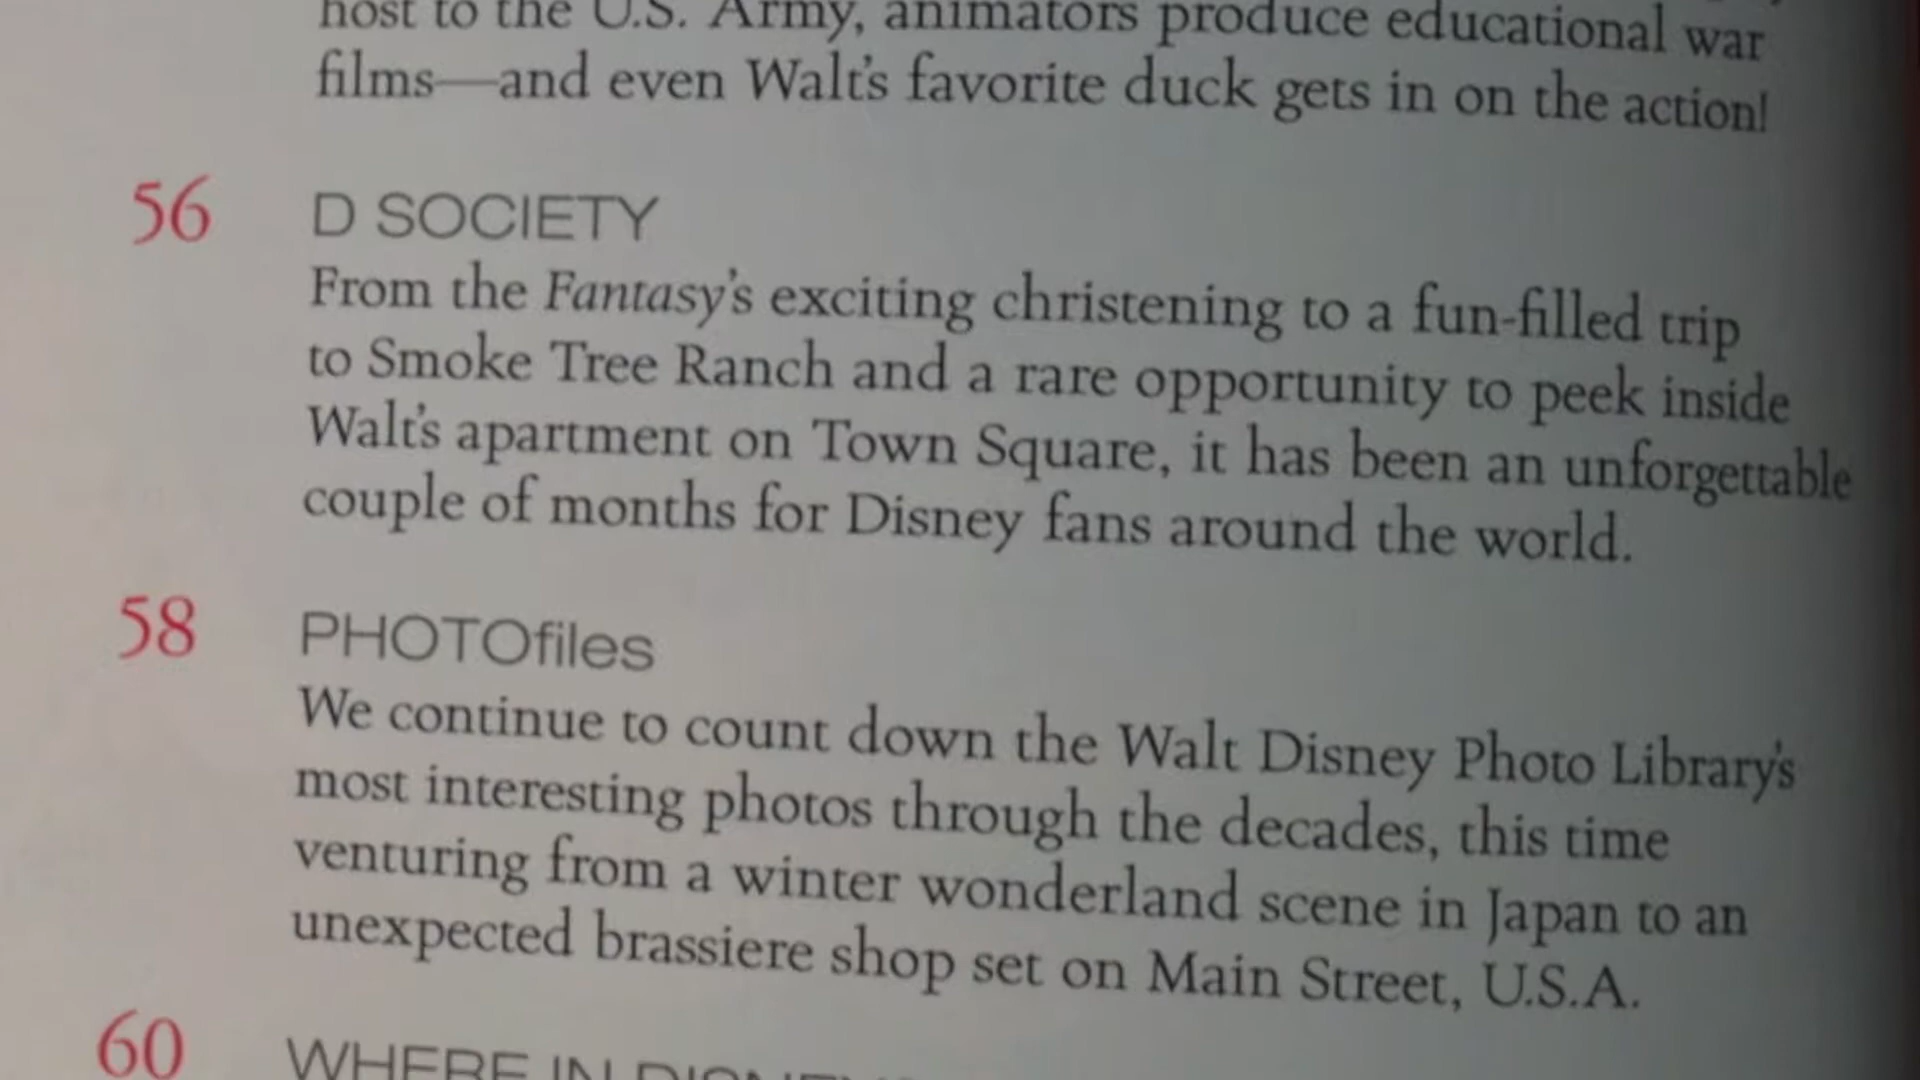 host to the U.S. Army, animators produce educational war
films—and even Walt's favorite duck gets in on the action!
56 D SOCIETY
From the Fantasy's exciting christening to a fun-filled trip
to Smoke Tree Ranch and a rare opportunity to peek inside
Walt's apartment on Town Square, it has been an unforgettable
couple of months for Disney fans around the world.
58 PHOTOfiles
We continue to count down the Walt Disney Photo Library's
most interesting photos through the decades, this time
venturing from a winter wonderland scene in Japan to an
unexpected brassiere shop set on Main Street, U.S.A.
60 WHERE IN